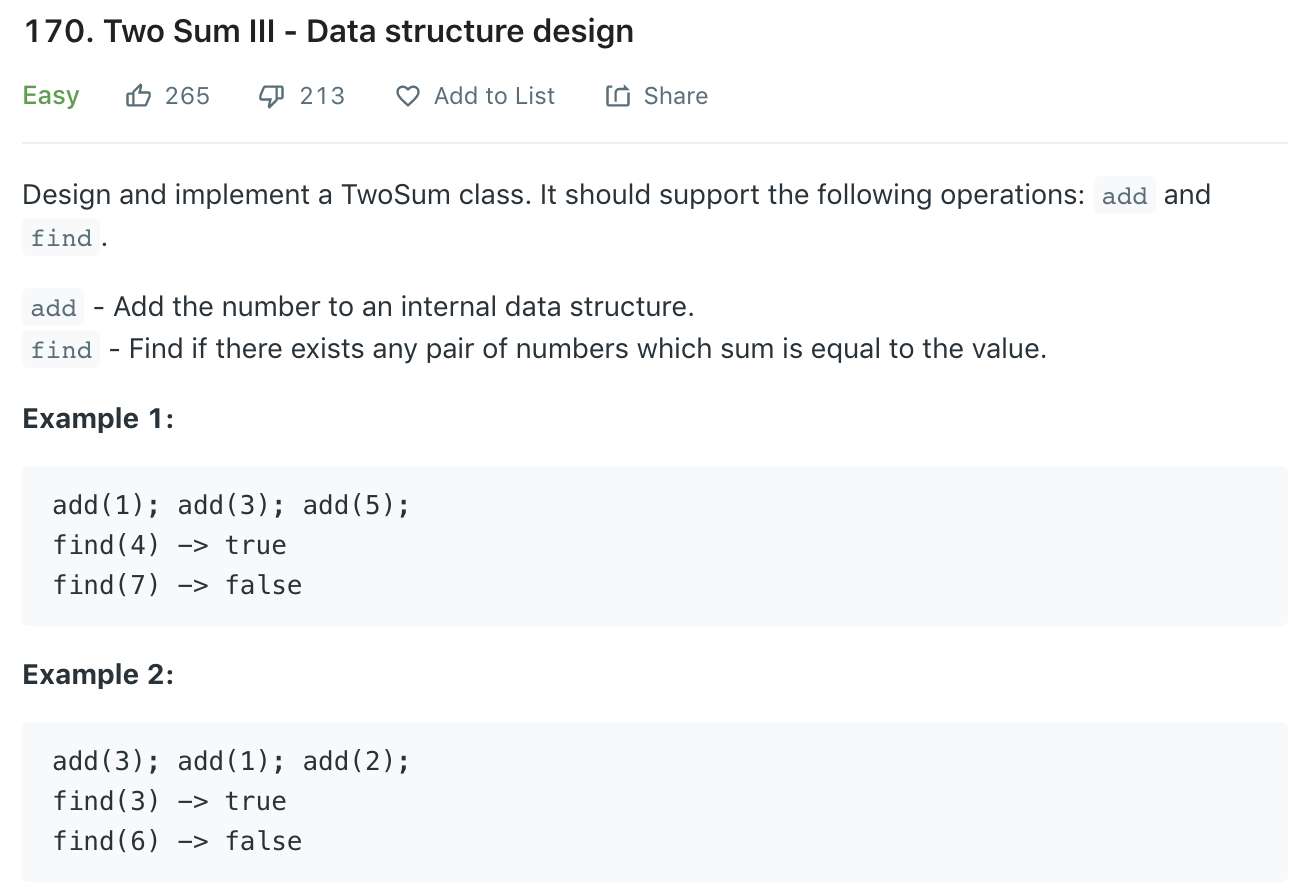 170. Two Sum III - Data structure design
Easy 265 213 Add to List Share
Design and implement a TwoSum class. It should support the following operations: add and
find.
add - Add the number to an internal data structure.
find - Find if there exists any pair of numbers which sum is equal to the value.
Example 1:
add(1); add(3); add(5);
find(4) -> true
find(7) -> false
Example 2:
add(3); add(1); add(2);
find(3) -> true
find(6) -> false